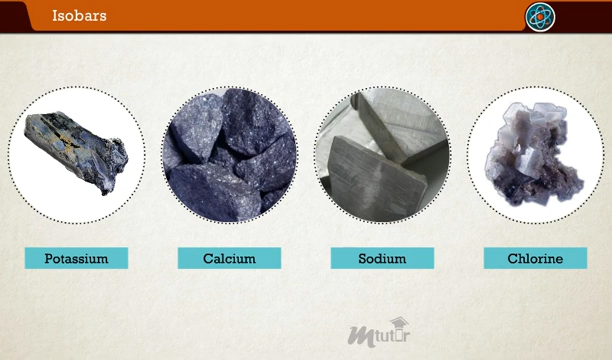 Isobars
Potassium
Calcium
Sodium
Chlorine
mtutor